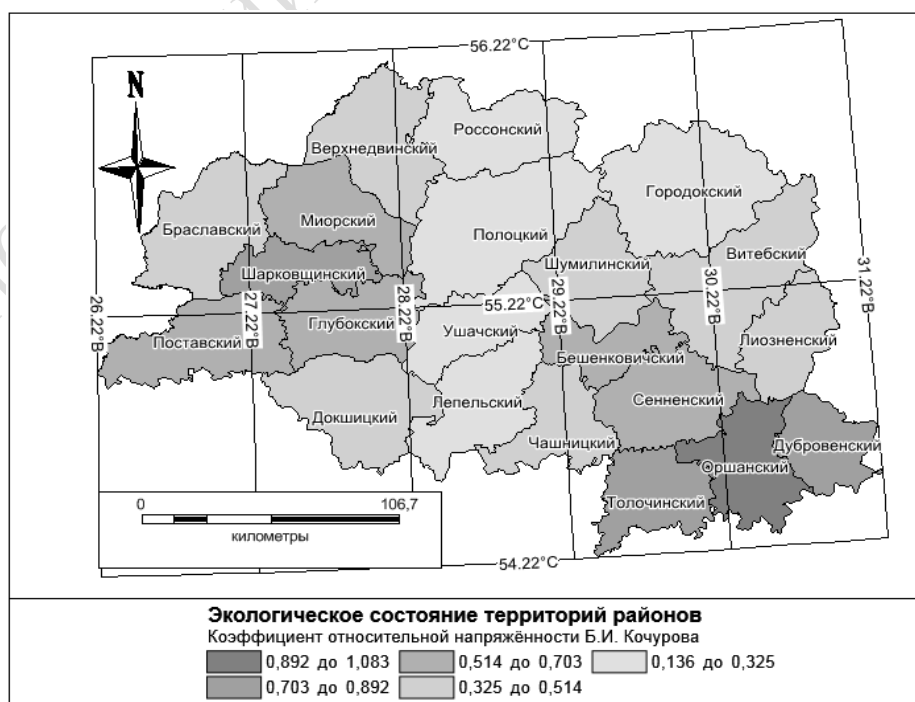 56.22°С
N
Россонский
Верхнедвинский
Городокский
Миорский
Браславский
Полоцкий
Витебский
Шумилинский
Шарковщинский
26.22°В
27.22°В
28.22°В
55.22°С
29.22°В
30.22°В
31.22°В
Глубокский
Поставский
Ушачский
Лиозненский
Бешенковичский
Лепельский
Сенненский
Докшицкий
Чашницкий
Дубровенский
Оршанский
Толочинский
0 106,7
километры
54.22°С
Экологическое состояние территорий районов
Коэффициент относительной напряжённости Б.И. Кочурова
0,892 до 1,083 0,514 до 0,703 0,136 до 0,325
0,703 до 0,892 0,325 до 0,514